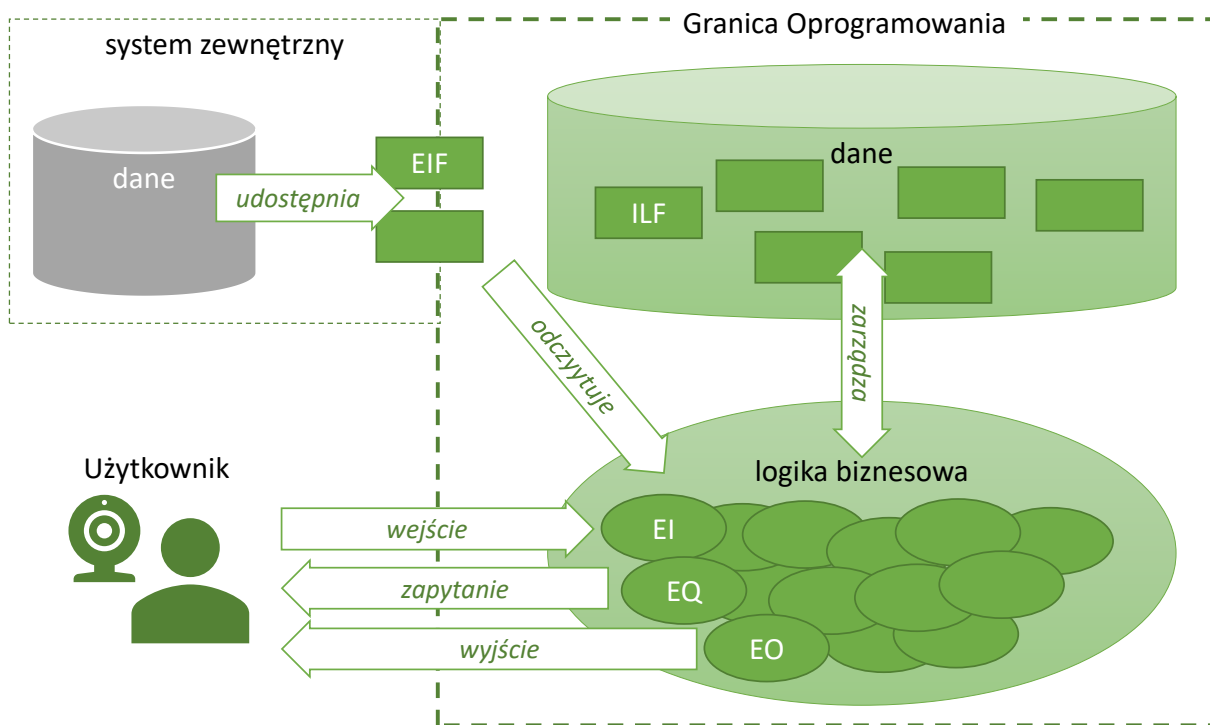 system zewnętrzny
Granica Oprogramowania
dane
EIF
udostępnia
dane
ILF
odczyytuje
zarządza
Użytkownik
logika biznesowa
wejście
EI
zapytanie
EQ
wyjście
EO